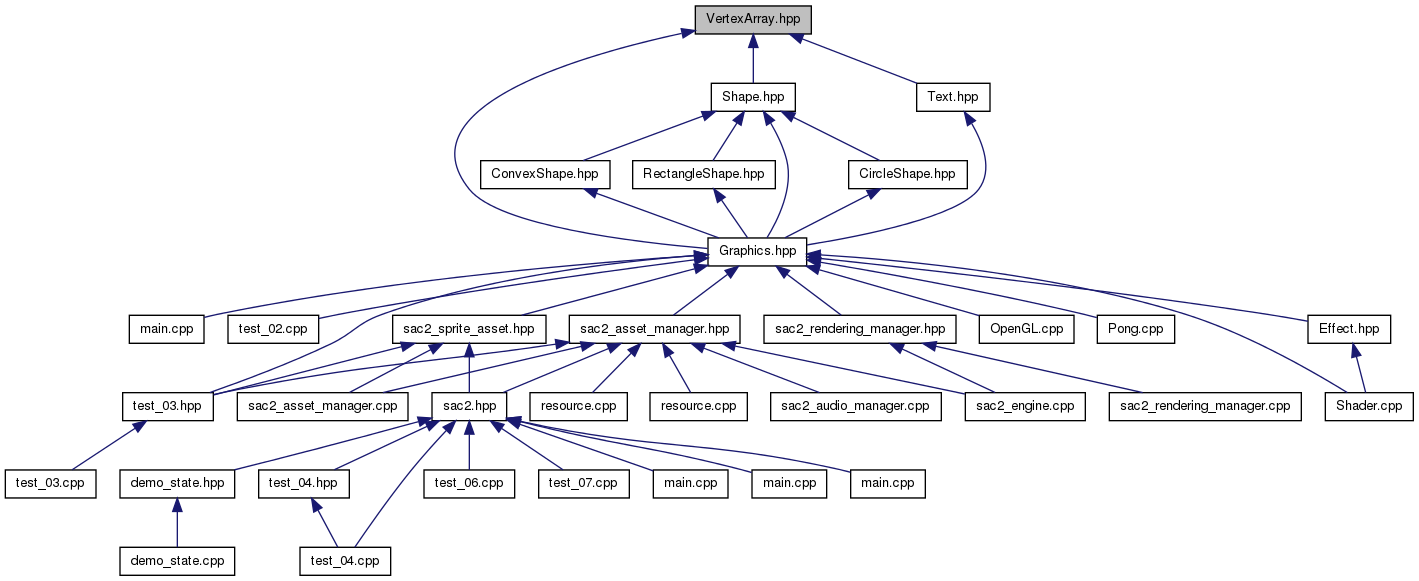 VertexArray.hpp
Shape.hpp
Text.hpp
ConvexShape.hpp
RectangleShape.hpp
CircleShape.hpp
Graphics.hpp
main.cpp
test_02.cpp
sac2_sprite_asset.hpp
sac2_asset_manager.hpp
sac2_rendering_manager.hpp
OpenGL.cpp
Pong.cpp
Effect.hpp
test_03.hpp
sac2_asset_manager.cpp
sac2.hpp
resource.cpp
resource.cpp
sac2_audio_manager.cpp
sac2_engine.cpp
sac2_rendering_manager.cpp
Shader.cpp
test_03.cpp
demo_state.hpp
test_04.hpp
test_06.cpp
test_07.cpp
main.cpp
main.cpp
main.cpp
demo_state.cpp
test_04.cpp